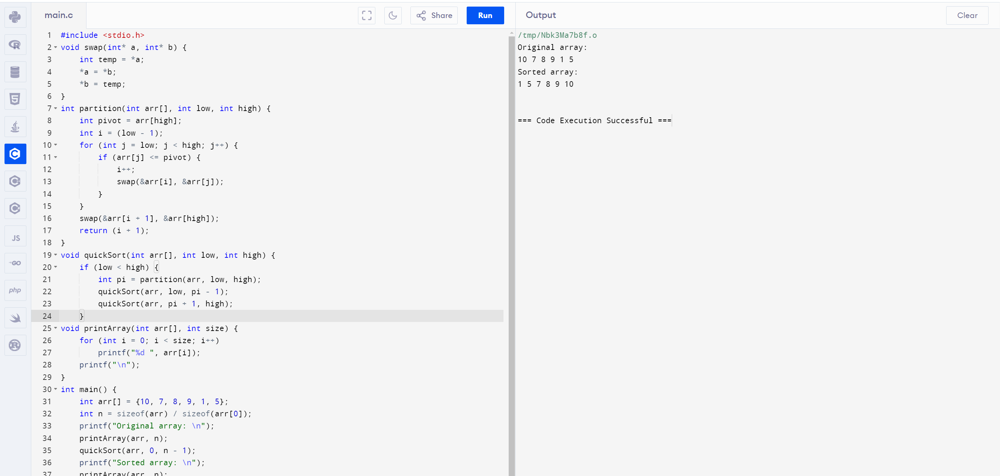 main.c
Share
Run
Output
Clear
1 #include <stdio.h>
2 void swap(int* a, int* b) {
3     int temp = *a;
4     *a = *b;
5     *b = temp;
6 }
7 int partition(int arr[], int low, int high) {
8     int pivot = arr[high];
9     int i = (low - 1);
10     for (int j = low; j < high; j++) {
11         if (arr[j] <= pivot) {
12             i++;
13             swap(&arr[i], &arr[j]);
14         }
15     }
16     swap(&arr[i + 1], &arr[high]);
17     return (i + 1);
18 }
19 void quickSort(int arr[], int low, int high) {
20     if (low < high) {
21         int pi = partition(arr, low, high);
22         quickSort(arr, low, pi - 1);
23         quickSort(arr, pi + 1, high);
24     }
25 void printArray(int arr[], int size) {
26     for (int i = 0; i < size; i++)
27         printf("%d ", arr[i]);
28     printf("\n");
29 }
30 int main() {
31     int arr[] = {10, 7, 8, 9, 1, 5};
32     int n = sizeof(arr) / sizeof(arr[0]);
33     printf("Original array: \n");
34     printArray(arr, n);
35     quickSort(arr, 0, n - 1);
36     printf("Sorted array: \n");
37     printArray(arr, n);
/tmp/Nbk3Ma7b8f.o
Original array:
10 7 8 9 1 5
Sorted array:
1 5 7 8 9 10
=== Code Execution Successful ===
R
5
C
C
C#
JS
GO
php
R